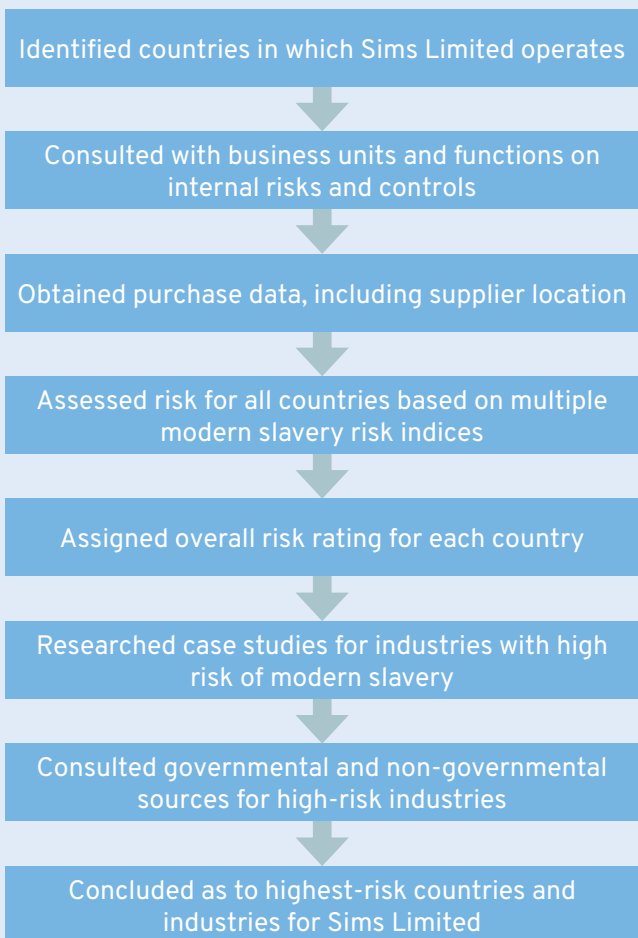 Identified countries in which Sims Limited operates
Consulted with business units and functions on
internal risks and controls
Obtained purchase data, including supplier location
Assessed risk for all countries based on multiple
modern slavery risk indices
Assigned overall risk rating for each country
Researched case studies for industries with high
risk of modern slavery
Consulted governmental and non-governmental
sources for high-risk industries
Concluded as to highest-risk countries and
industries for Sims Limited